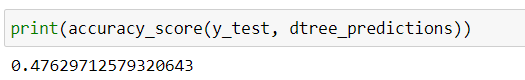 print(accuracy_score(y_test, dtree_predictions))
0.47629712579320643